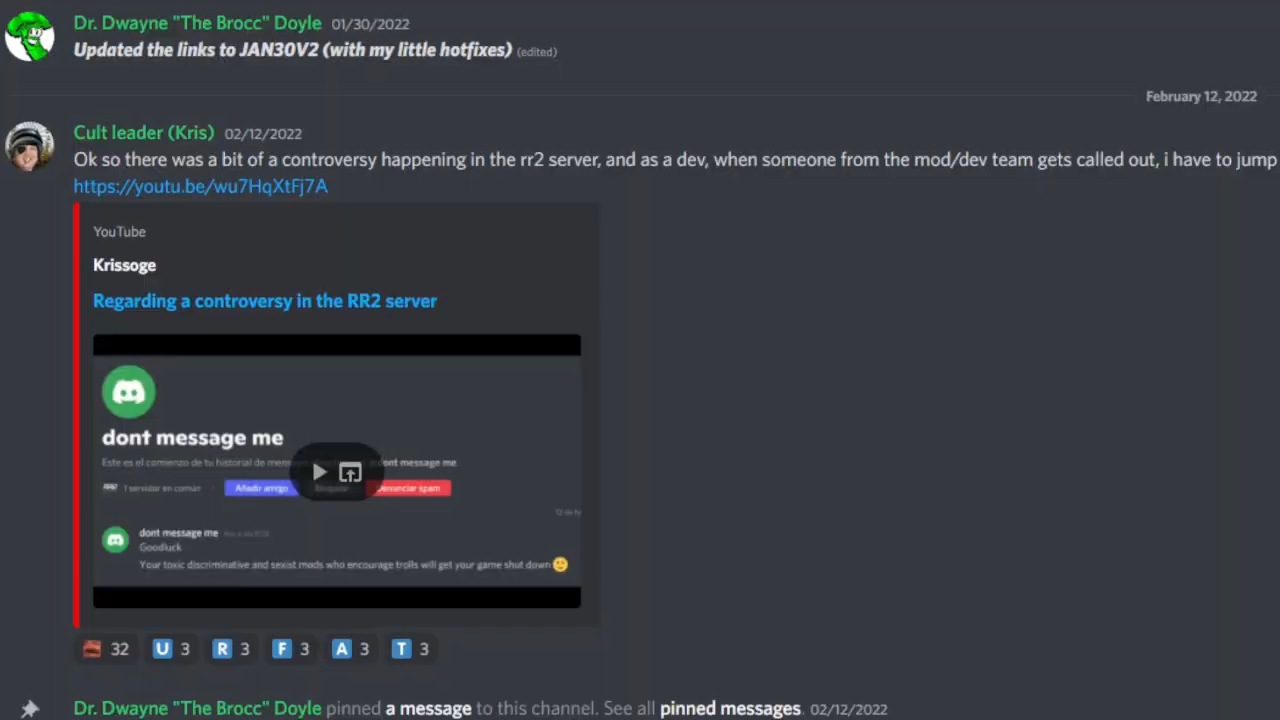 Dr. Dwayne "The Brocc" Doyle 01/30/2022
Updated the links to JAN30V2 (with my little hotfixes) (edited)
February 12, 2022
Cult leader (Kris) 02/12/2022
Ok so there was a bit of a controversy happening in the rr2 server, and as a dev, when someone from the mod/dev team gets called out, i have to jump
https://youtu.be/wu7HqXtFj7A
YouTube
Krissoge
Regarding a controversy in the RR2 server
dont message me
Este es el comienzo de tu historial de dont message me
1 servidor en común Añadir amigo Denunciar spam
dont message me
Goodluck
Your toxic discriminative and sexist mods who encourage trolls will get your game shut down
32 U 3 R 3 F 3 A 3 T 3
Dr. Dwayne "The Brocc" Doyle pinned a message to this channel. See all pinned messages. 02/12/2022